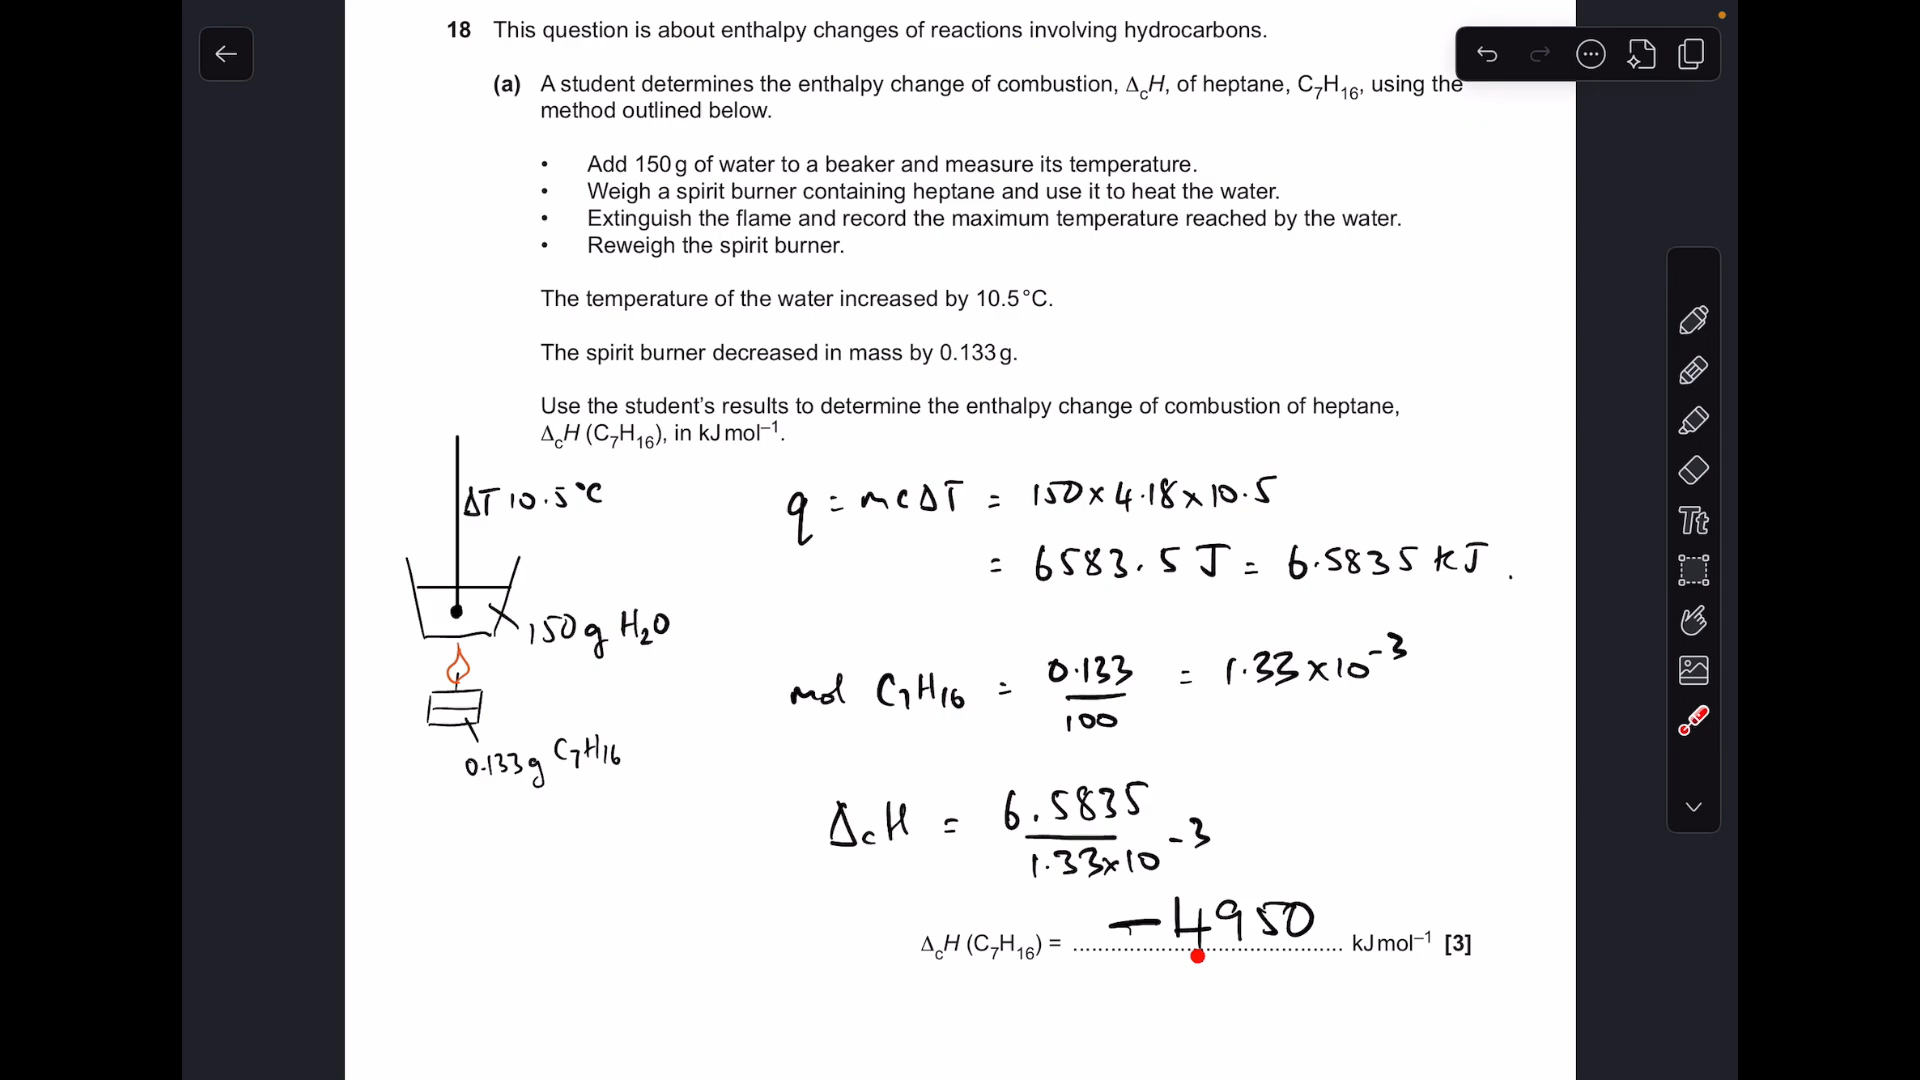 18 This question is about enthalpy changes of reactions involving hydrocarbons.
(a) A student determines the enthalpy change of combustion, ΔcH, of heptane, C₇H₁₆, using the
method outlined below.
• Add 150 g of water to a beaker and measure its temperature.
• Weigh a spirit burner containing heptane and use it to heat the water.
• Extinguish the flame and record the maximum temperature reached by the water.
• Reweigh the spirit burner.
The temperature of the water increased by 10.5 °C.
The spirit burner decreased in mass by 0.133 g.
Use the student’s results to determine the enthalpy change of combustion of heptane,
ΔcH (C₇H₁₆), in kJ mol⁻¹.
ΔT 10.5°C
150g H₂O
0.133g C₇H₁₆
q = mcΔT = 150 × 4.18 × 10.5
= 6583.5 J = 6.5835 kJ.
mol C₇H₁₆ = 0.133 / 100 = 1.33 × 10⁻³
ΔcH = 6.5835 / 1.33×10⁻³
ΔcH (C₇H₁₆) = −4950 kJ mol⁻¹ [3]
Tt